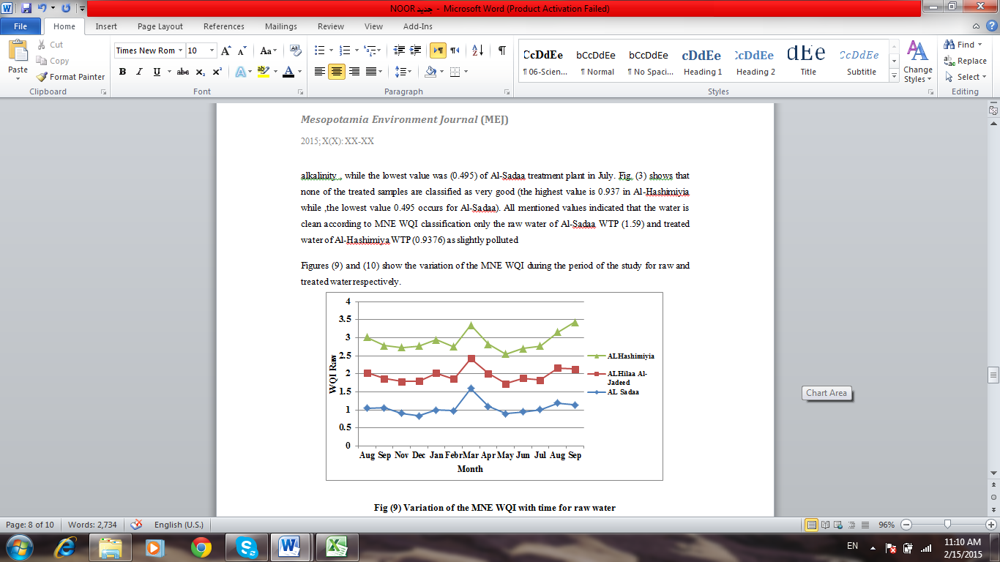 NOOR جديد - Microsoft Word (Product Activation Failed)
File Home Insert Page Layout References Mailings Review View Add-Ins
Paste
Cut
Copy
Format Painter
Clipboard
Times New Rom 10
B I U abc x₂ x²
Font
Paragraph
CcDdEe bCcDdEe bCcDdEe cDdEe CcDdEe dEe CcDdEe
¶ 06-Scien... ¶ Normal ¶ No Spaci... Heading 1 Heading 2 Title Subtitle
Change Styles
Styles
Find
Replace
Select
Editing
Mesopotamia Environment Journal (MEJ)
2015; X(X): XX-XX
alkalinity , while the lowest value was (0.495) of Al-Sadaa treatment plant in July. Fig. (3) shows that
none of the treated samples are classified as very good (the highest value is 0.937 in Al-Hashimiyia
while ,the lowest value 0.495 occurs for Al-Sadaa). All mentioned values indicated that the water is
clean according to MNE WQI classification only the raw water of Al-Sadaa WTP (1.59) and treated
water of Al-Hashimiya WTP (0.9376) as slightly polluted
Figures (9) and (10) show the variation of the MNE WQI during the period of the study for raw and
treated water respectively.
4
3.5
3
2.5
2
1.5
1
0.5
0
WQI Raw
Aug Sep Nov Dec Jan Febr Mar Apr May Jun Jul Aug Sep
Month
ALHashimiyia
ALHilaa Al-
Jadeed
AL Sadaa
Chart Area
Fig (9) Variation of the MNE WQI with time for raw water
Page: 8 of 10 Words: 2,734 English (U.S.) 96%
EN 11:10 AM
2/15/2015